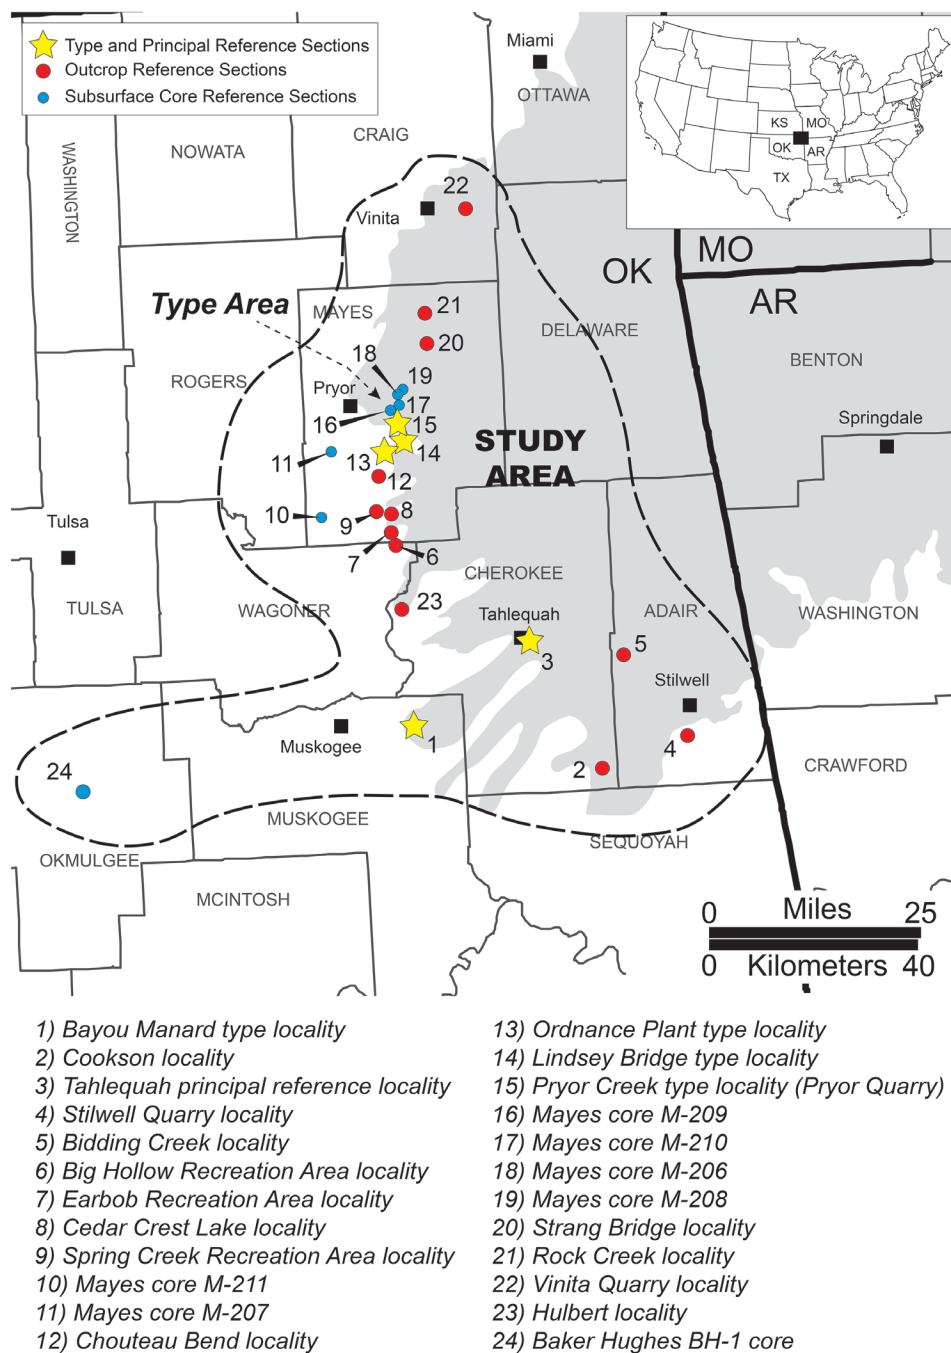 Type and Principal Reference Sections
Outcrop Reference Sections
Subsurface Core Reference Sections
Miami
OTTAWA
CRAIG
NOWATA
WASHINGTON
KS
MO
OK
AR
TX
22
Vinita
OK
MO
AR
Type Area
MAYES
21
20
DELAWARE
BENTON
ROGERS
18
19
Pryor
17
16
15
Springdale
STUDY
AREA
11
13
14
12
10
9
8
Tulsa
7
6
CHEROKEE
TULSA
WAGONER
23
Tahlequah
ADAIR
WASHINGTON
3
5
Stilwell
Muskogee
1
4
2
24
CRAWFORD
MUSKOGEE
SEQUOYAH
OKMULGEE
MCINTOSH
0 Miles 25
0 Kilometers 40
1) Bayou Manard type locality
2) Cookson locality
3) Tahlequah principal reference locality
4) Stilwell Quarry locality
5) Bidding Creek locality
6) Big Hollow Recreation Area locality
7) Earbob Recreation Area locality
8) Cedar Crest Lake locality
9) Spring Creek Recreation Area locality
10) Mayes core M-211
11) Mayes core M-207
12) Chouteau Bend locality
13) Ordnance Plant type locality
14) Lindsey Bridge type locality
15) Pryor Creek type locality (Pryor Quarry)
16) Mayes core M-209
17) Mayes core M-210
18) Mayes core M-206
19) Mayes core M-208
20) Strang Bridge locality
21) Rock Creek locality
22) Vinita Quarry locality
23) Hulbert locality
24) Baker Hughes BH-1 core